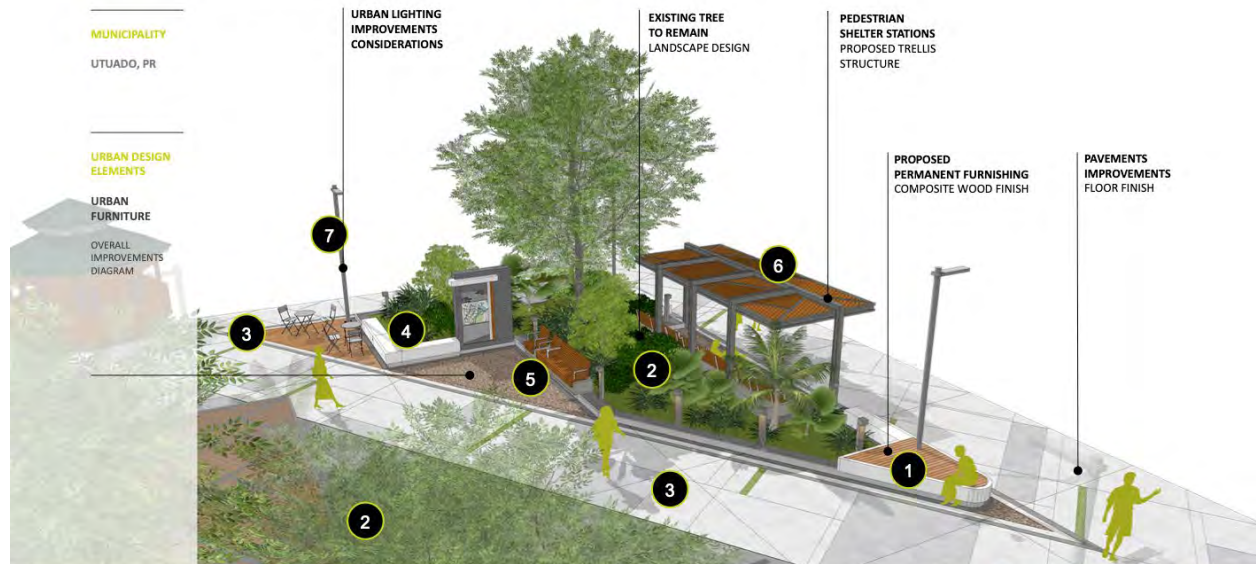 MUNICIPALITY
UTUADO, PR
URBAN DESIGN
ELEMENTS
URBAN
FURNITURE
OVERALL
IMPROVEMENTS
DIAGRAM
URBAN LIGHTING
IMPROVEMENTS
CONSIDERATIONS
EXISTING TREE
TO REMAIN
LANDSCAPE DESIGN
PEDESTRIAN
SHELTER STATIONS
PROPOSED TRELLIS
STRUCTURE
PROPOSED
PERMANENT FURNISHING
COMPOSITE WOOD FINISH
PAVEMENTS
IMPROVEMENTS
FLOOR FINISH
7
6
3
4
2
5
1
3
2